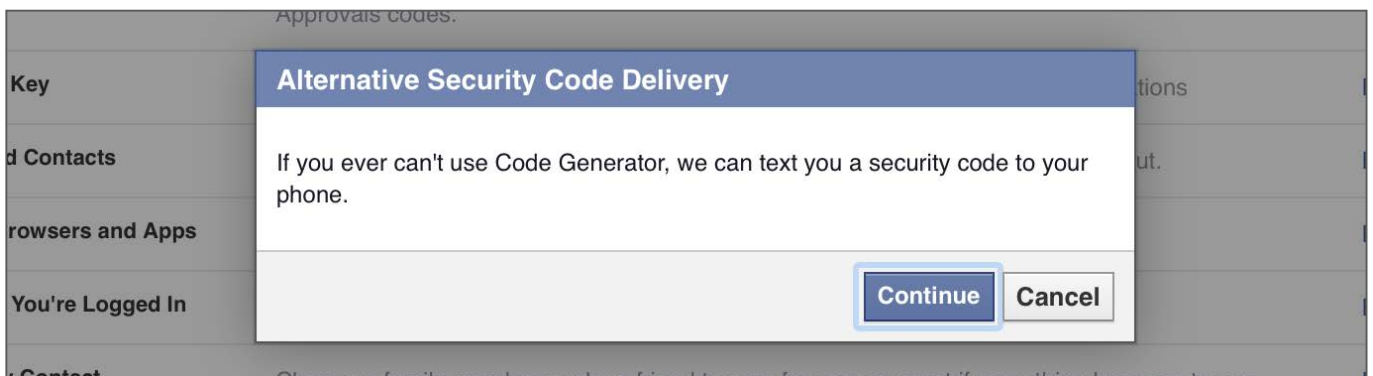 Approvals codes.
Key
Alternative Security Code Delivery
tions
d Contacts
If you ever can't use Code Generator, we can text you a security code to your
phone.
ut.
rowsers and Apps
You're Logged In
Continue Cancel
Contact